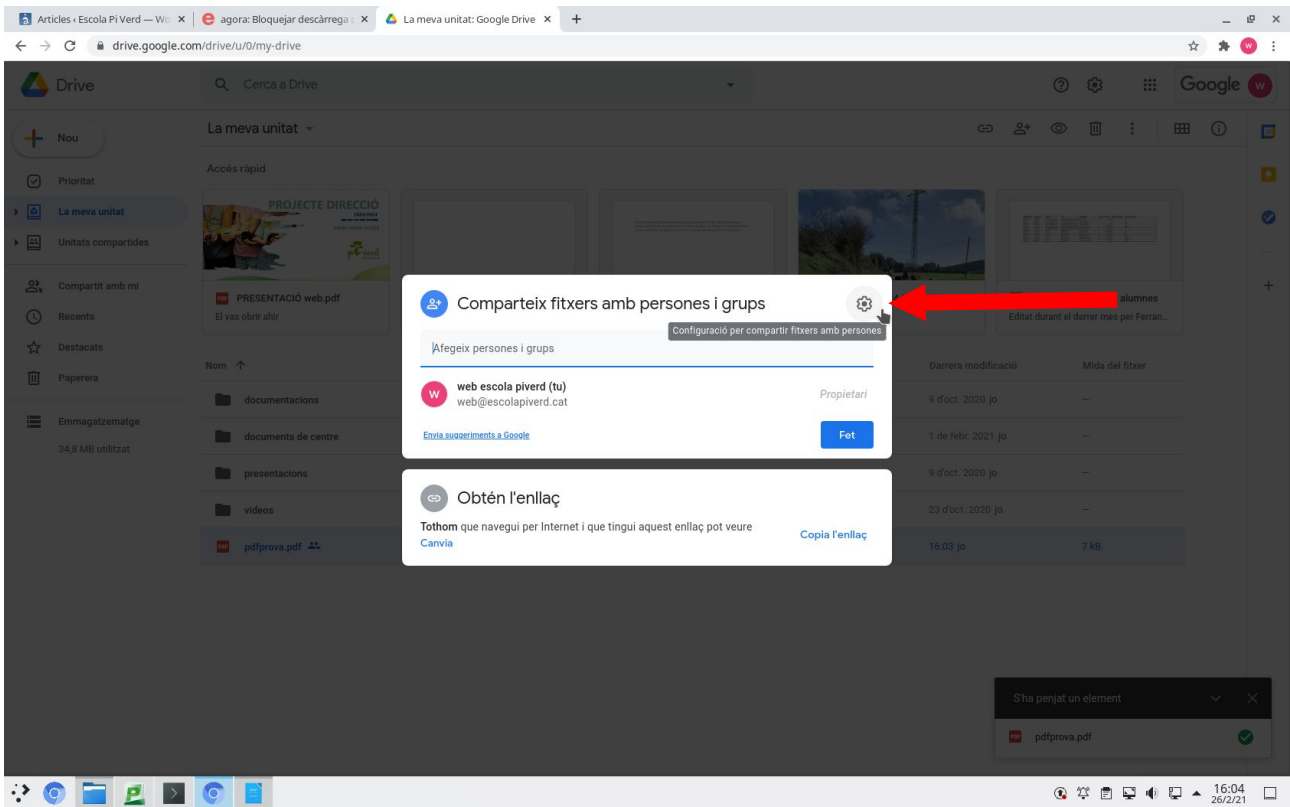 Articles ‹ Escola Pi Verd — Wo
agora: Bloquejar descàrrega
La meva unitat: Google Drive
drive.google.com/drive/u/0/my-drive
Drive
Cerca a Drive
Google
W
Nou
La meva unitat
Prioritat
La meva unitat
Unitats compartides
Compartit amb mi
Recents
Destacats
Paperera
Emmagatzematge
34,8 MB utilitzat
Accés ràpid
PROJECTE DIRECCIÓ
PRESENTACIÓ web.pdf
El vas obrir ahir
alumnes
Editat durant el darrer mes per Ferran...
Comparteix fitxers amb persones i grups
Configuració per compartir fitxers amb persones
Afegeix persones i grups
W
web escola piverd (tu)
web@escolapiverd.cat
Propietari
Envia suggeriments a Google
Fet
Obtén l'enllaç
Tothom que navegui per Internet i que tingui aquest enllaç pot veure
Canvia
Copia l'enllaç
Nom
Darrera modificació
Mida del fitxer
documentacions
9 d'oct. 2020 jo
—
documents de centre
1 de febr. 2021 jo
—
presentacions
9 d'oct. 2020 jo
—
videos
23 d'oct. 2020 jo
—
pdfprova.pdf
16:03 jo
7 kB
S'ha penjat un element
pdfprova.pdf
16:04
26/2/21